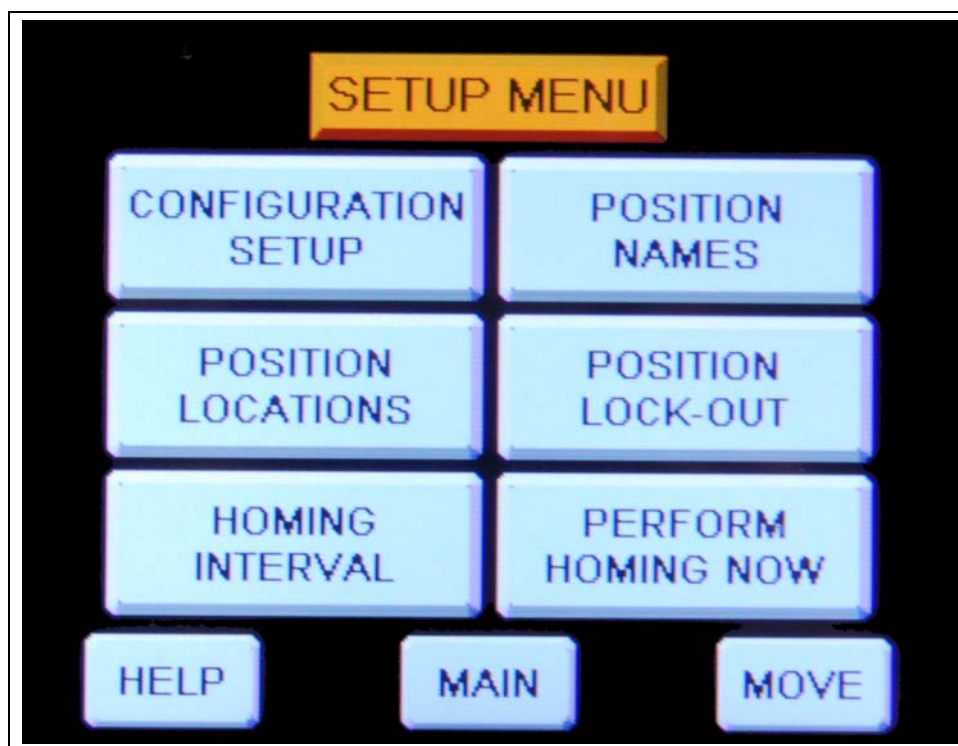 SETUP MENU
CONFIGURATION
SETUP
POSITION
NAMES
POSITION
LOCATIONS
POSITION
LOCK-OUT
HOMING
INTERVAL
PERFORM
HOMING NOW
HELP
MAIN
MOVE